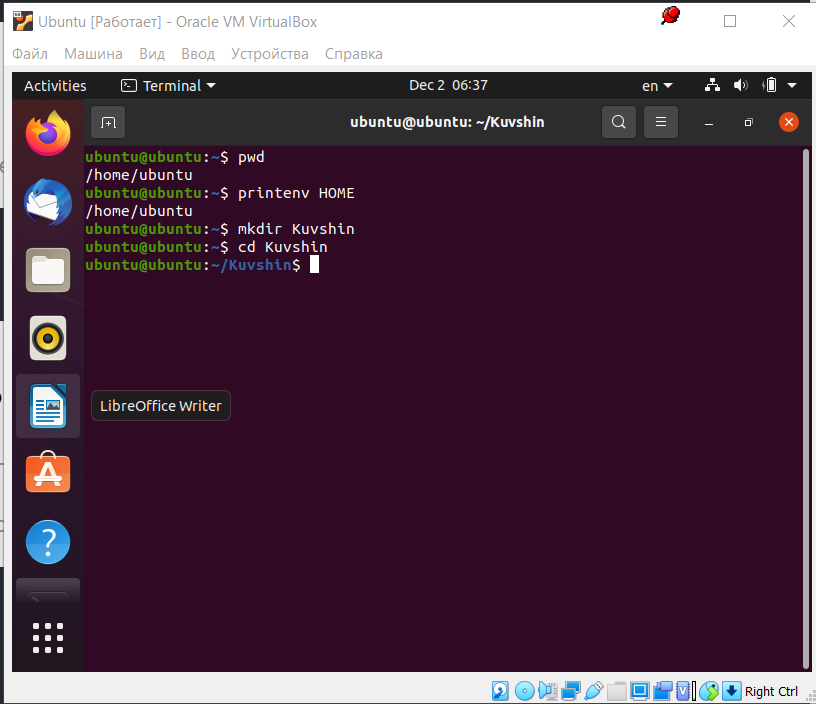 Ubuntu [Работает] - Oracle VM VirtualBox
Файл Машина Вид Ввод Устройства Справка
Activities Terminal Dec 2 06:37 en
ubuntu@ubuntu: ~/Kuvshin
ubuntu@ubuntu:~$ pwd
/home/ubuntu
ubuntu@ubuntu:~$ printenv HOME
/home/ubuntu
ubuntu@ubuntu:~$ mkdir Kuvshin
ubuntu@ubuntu:~$ cd Kuvshin
ubuntu@ubuntu:~/Kuvshin$
LibreOffice Writer
Right Ctrl